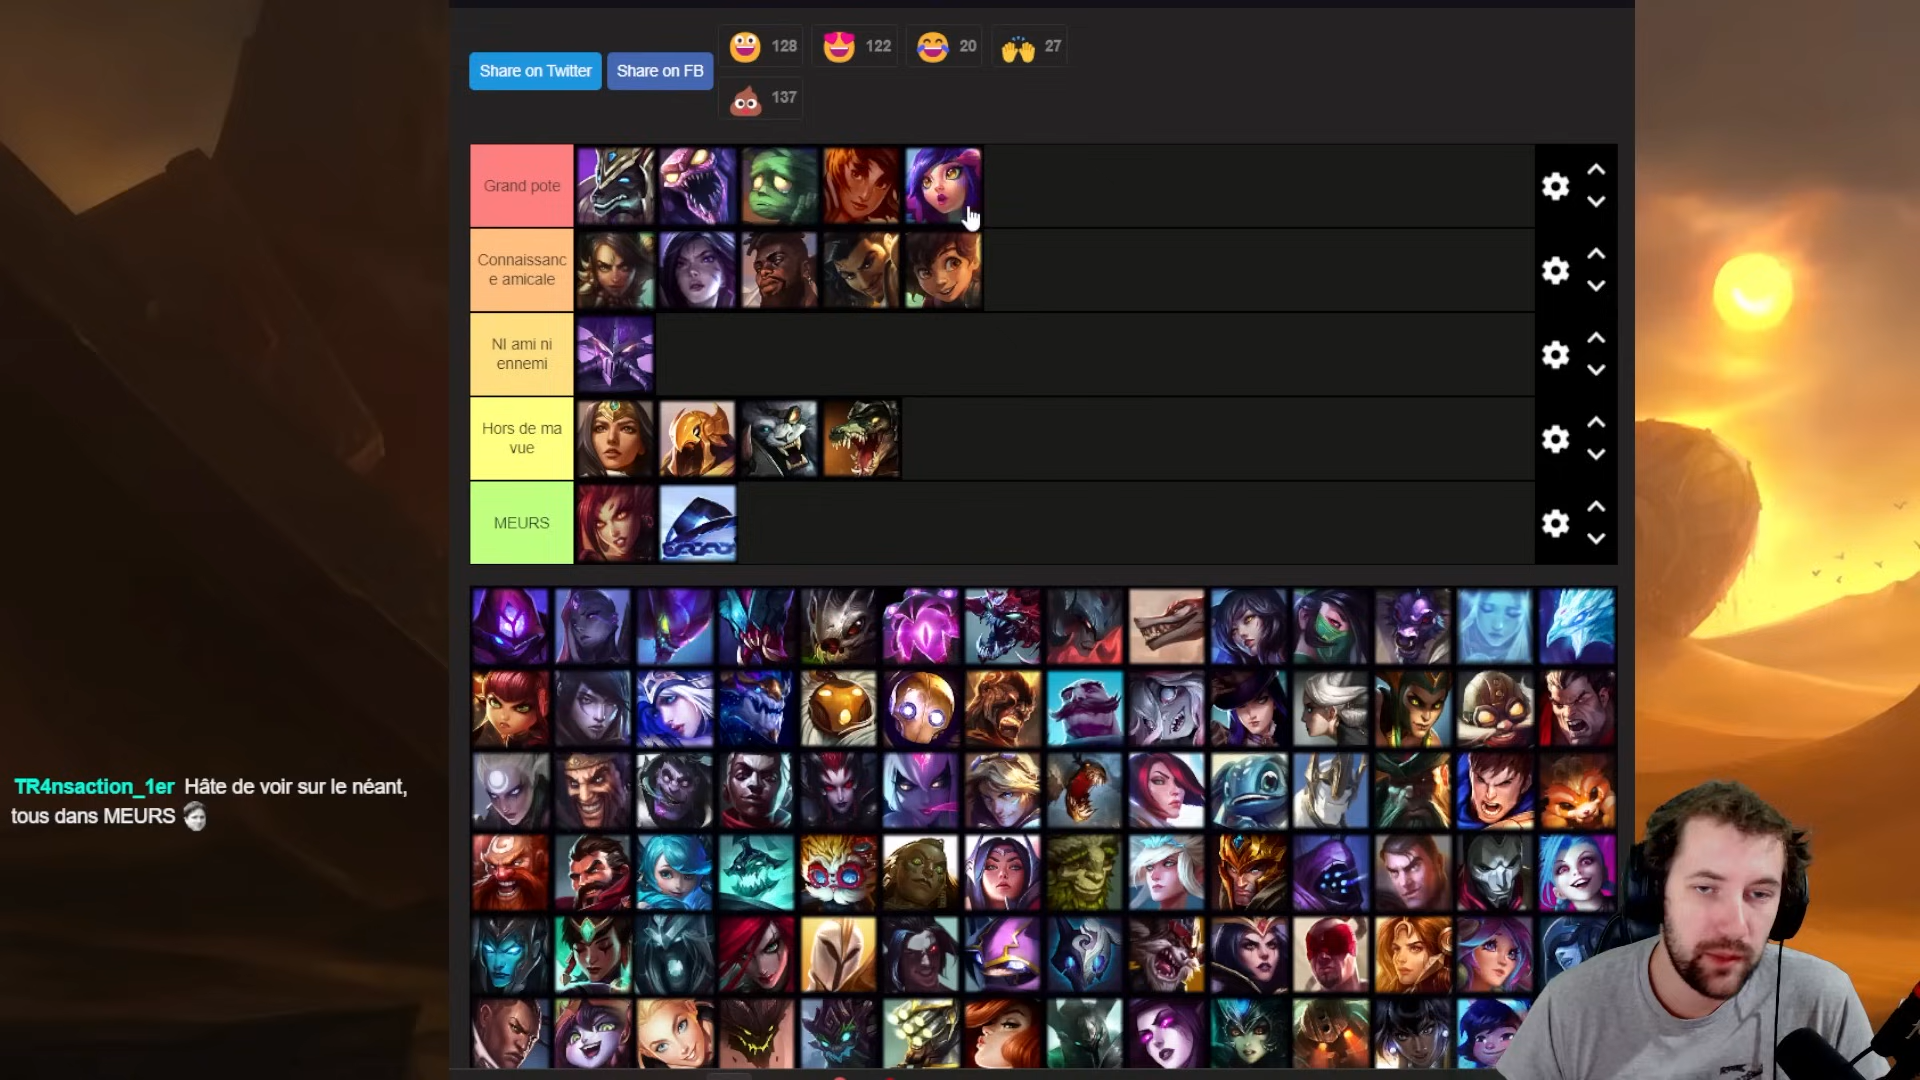 Share on Twitter
Share on FB
128
122
20
27
137
Grand pote
Connaissanc
e amicale
NI ami ni
ennemi
Hors de ma
vue
MEURS
TR4nsaction_1er Hâte de voir sur le néant,
tous dans MEURS